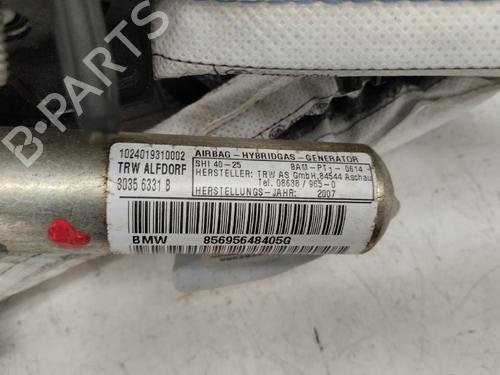 1024019310002
TRW ALFDORF
3035 6331 B
AIRBAG - HYBRIDGAS - GENERATOR
SHI 40-25 BAM-PT1-0614
HERSTELLER: TRW AS GmbH, 84544 Aschau
Tel. 08638 / 965-0
HERSTELLUNGS-JAHR: 2007
BMW 85695648405G
B-PARTS